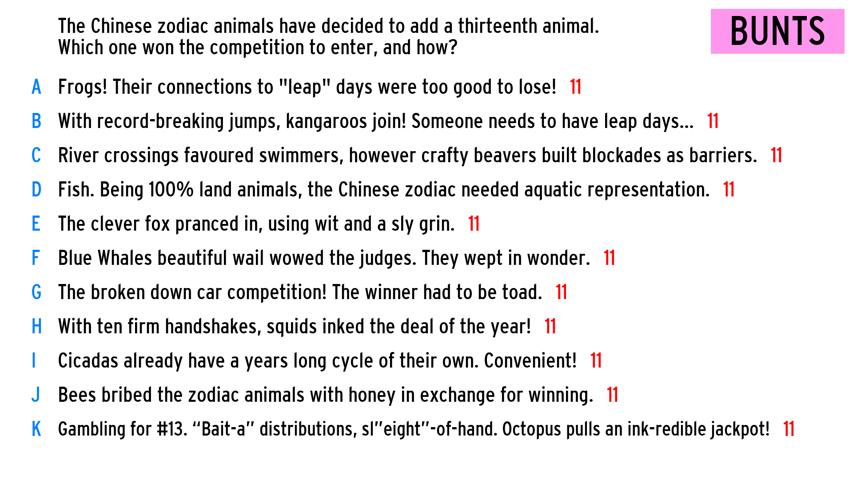 The Chinese zodiac animals have decided to add a thirteenth animal.
Which one won the competition to enter, and how?
BUNTS
A Frogs! Their connections to "leap" days were too good to lose! 11
B With record-breaking jumps, kangaroos join! Someone needs to have leap days... 11
C River crossings favoured swimmers, however crafty beavers built blockades as barriers. 11
D Fish. Being 100% land animals, the Chinese zodiac needed aquatic representation. 11
E The clever fox pranced in, using wit and a sly grin. 11
F Blue Whales beautiful wail wowed the judges. They wept in wonder. 11
G The broken down car competition! The winner had to be toad. 11
H With ten firm handshakes, squids inked the deal of the year! 11
I Cicadas already have a years long cycle of their own. Convenient! 11
J Bees bribed the zodiac animals with honey in exchange for winning. 11
K Gambling for #13. “Bait-a” distributions, sl”eight”-of-hand. Octopus pulls an ink-redible jackpot! 11